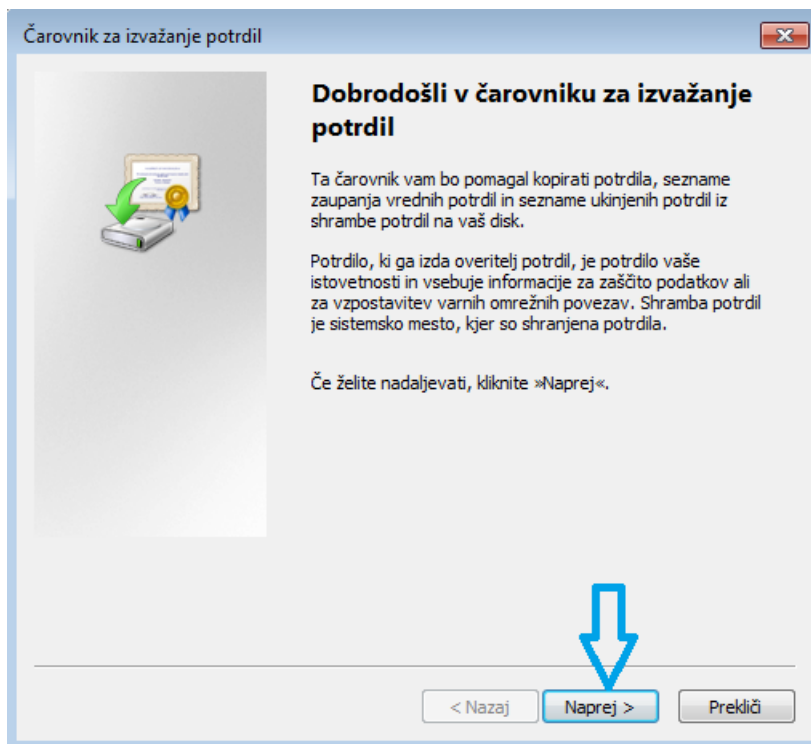 Čarovnik za izvažanje potrdil
Dobrodošli v čarovniku za izvažanje
potrdil
Ta čarovnik vam bo pomagal kopirati potrdila, sezname
zaupanja vrednih potrdil in sezname ukinjenih potrdil iz
shrambe potrdil na vaš disk.
Potrdilo, ki ga izda overitelj potrdil, je potrdilo vaše
istovetnosti in vsebuje informacije za zaščito podatkov ali
za vzpostavitev varnih omrežnih povezav. Shramba potrdil
je sistemsko mesto, kjer so shranjena potrdila.
Če želite nadaljevati, kliknite »Naprej«.
< Nazaj Naprej > Prekliči